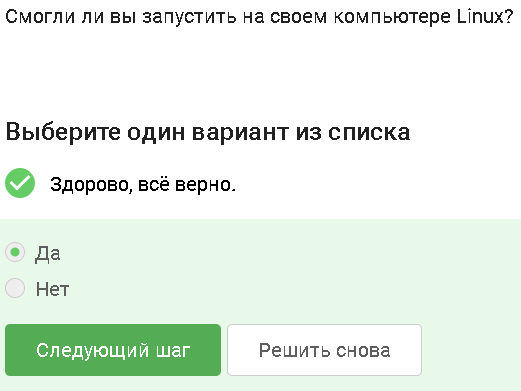 Смогли ли вы запустить на своем компьютере Linux?
Выберите один вариант из списка
Здорово, всё верно.
Да
Нет
Следующий шаг
Решить снова